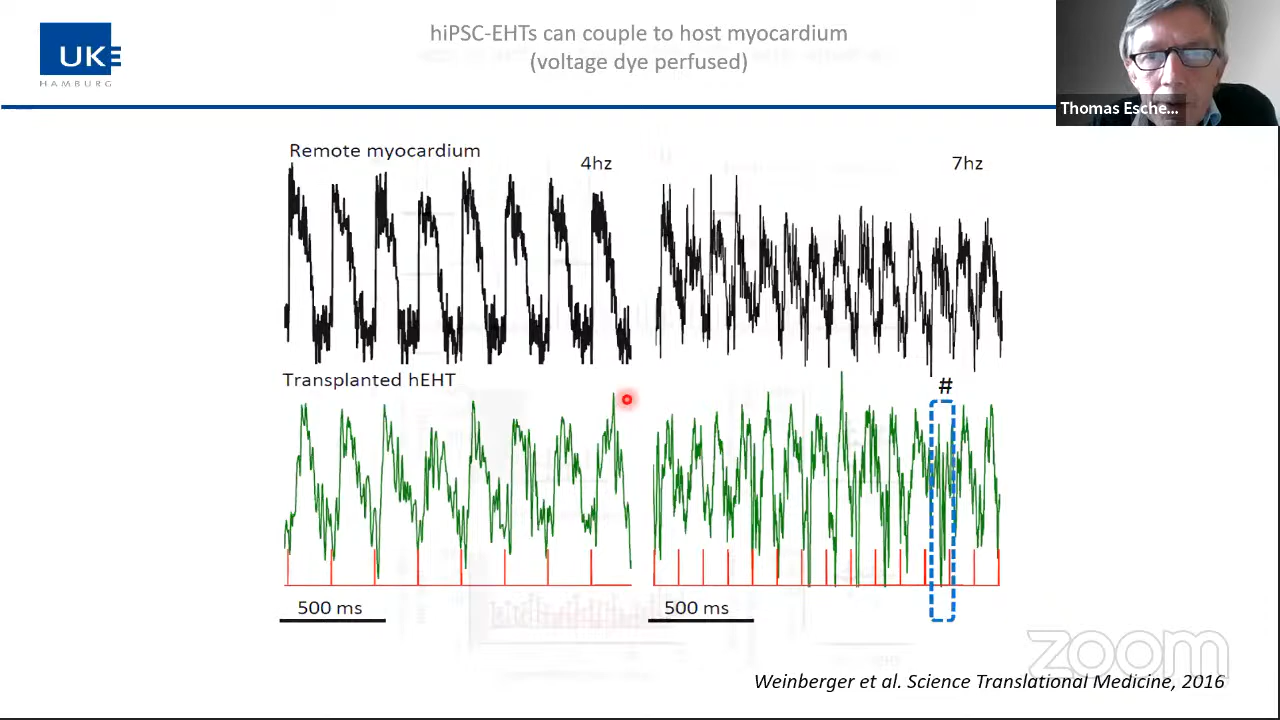 UKE
HAMBURG
hiPSC-EHTs can couple to host myocardium
(voltage dye perfused)
Thomas Esche...
Remote myocardium
4hz
7hz
Transplanted hEHT
#
500 ms
500 ms
zoom
Weinberger et al. Science Translational Medicine, 2016